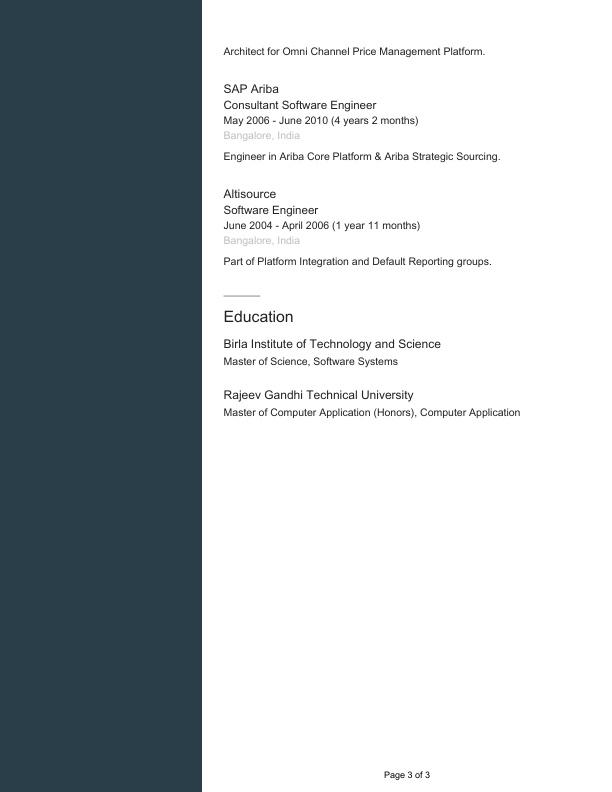 Architect for Omni Channel Price Management Platform.
SAP Ariba
Consultant Software Engineer
May 2006 - June 2010 (4 years 2 months)
Bangalore, India
Engineer in Ariba Core Platform & Ariba Strategic Sourcing.
Altisource
Software Engineer
June 2004 - April 2006 (1 year 11 months)
Bangalore, India
Part of Platform Integration and Default Reporting groups.
Education
Birla Institute of Technology and Science
Master of Science, Software Systems
Rajeev Gandhi Technical University
Master of Computer Application (Honors), Computer Application
Page 3 of 3